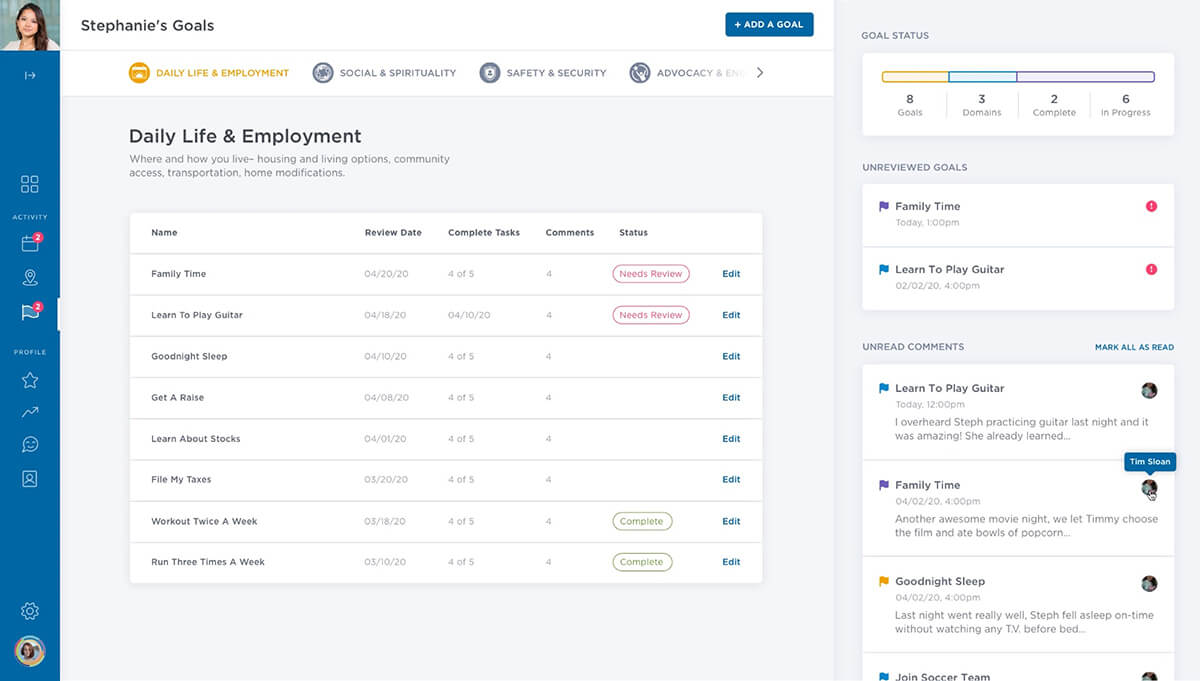 Stephanie's Goals
+ ADD A GOAL
DAILY LIFE & EMPLOYMENT
SOCIAL & SPIRITUALITY
SAFETY & SECURITY
ADVOCACY &
Daily Life & Employment
Where and how you live– housing and living options, community
access, transportation, home modifications.
Name Review Date Complete Tasks Comments Status
Family Time 04/20/20 4 of 5 4 Needs Review Edit
Learn To Play Guitar 04/18/20 04/10/20 4 Needs Review Edit
Goodnight Sleep 04/10/20 4 of 5 4 Edit
Get A Raise 04/08/20 4 of 5 4 Edit
Learn About Stocks 04/01/20 4 of 5 4 Edit
File My Taxes 03/20/20 4 of 5 4 Edit
Workout Twice A Week 03/18/20 4 of 5 4 Complete Edit
Run Three Times A Week 03/10/20 4 of 5 4 Complete Edit
ACTIVITY
2
2
PROFILE
GOAL STATUS
8 3 2 6
Goals Domains Complete In Progress
UNREVIEWED GOALS
Family Time
!
Today, 1:00pm
Learn To Play Guitar
!
02/02/20, 4:00pm
UNREAD COMMENTS
MARK ALL AS READ
Learn To Play Guitar
Today, 12:00pm
I overheard Steph practicing guitar last night and it
was amazing! She already learned...
Tim Sloan
Family Time
04/02/20, 4:00pm
Another awesome movie night, we let Timmy choose
the film and ate bowls of popcorn...
Goodnight Sleep
04/02/20, 4:00pm
Last night went really well, Steph fell asleep on-time
without watching any T.V. before bed...
Join Soccer Team